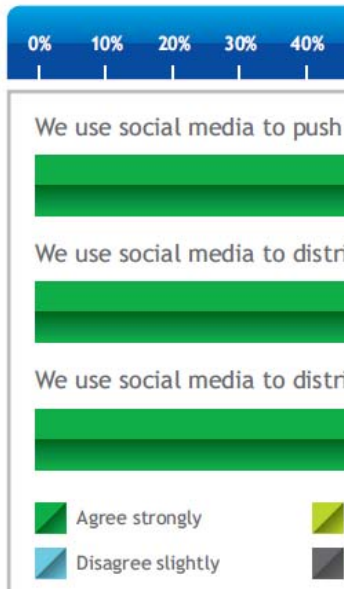 0% 10% 20% 30% 40%
We use social media to push
We use social media to distri
We use social media to distri
Agree strongly
Disagree slightly